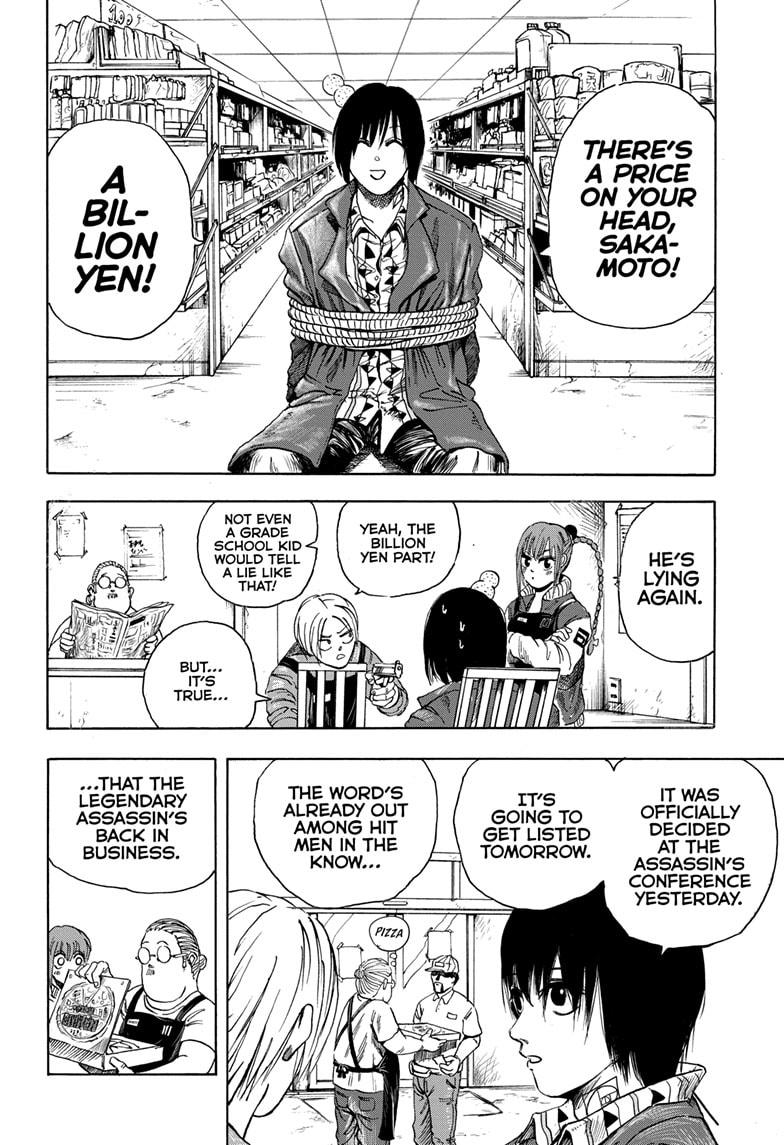 THERE'S
A PRICE
ON YOUR
HEAD,
SAKA-
MOTO!
A
BIL-
LION
YEN!
HE'S
LYING
AGAIN.
YEAH, THE
BILLION
YEN PART!
NOT EVEN
A GRADE
SCHOOL KID
WOULD TELL
A LIE LIKE
THAT!
BUT...
IT'S
TRUE...
IT WAS
OFFICIALLY
DECIDED
AT THE
ASSASSIN'S
CONFERENCE
YESTERDAY.
IT'S
GOING TO
GET LISTED
TOMORROW.
THE WORD'S
ALREADY OUT
AMONG HIT
MEN IN THE
KNOW...
PIZZA
...THAT THE
LEGENDARY
ASSASSIN'S
BACK IN
BUSINESS.